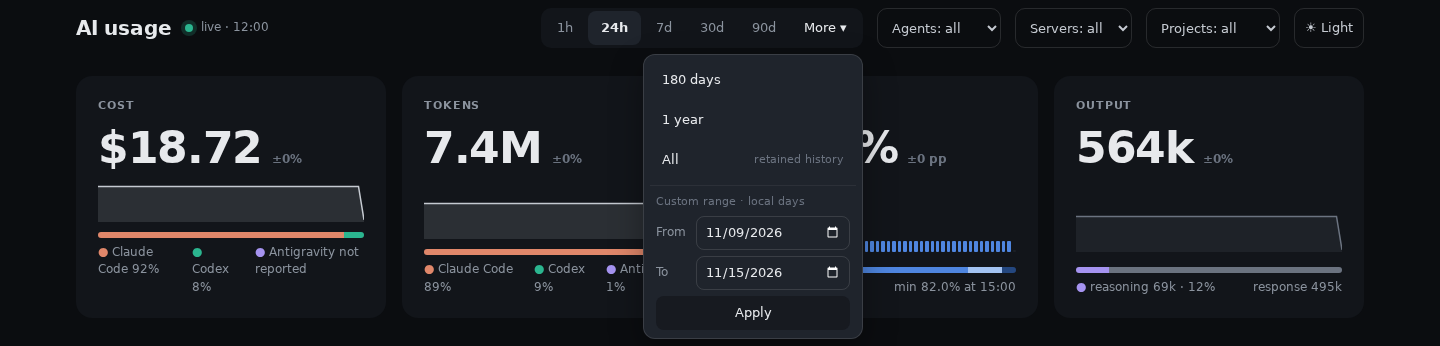 AI usage
live · 12:00
1h 24h 7d 30d 90d More ▾
Agents: all
Servers: all
Projects: all
☀ Light
180 days
1 year
All retained history
Custom range · local days
From 11/09/2026
To 11/15/2026
Apply
COST
$18.72 ±0%
Claude Code 92%
Codex 8%
Antigravity not reported
TOKENS
7.4M ±0%
Claude Code 89%
Codex 9%
1%
% ±0 pp
min 82.0% at 15:00
OUTPUT
564k ±0%
reasoning 69k · 12%
response 495k